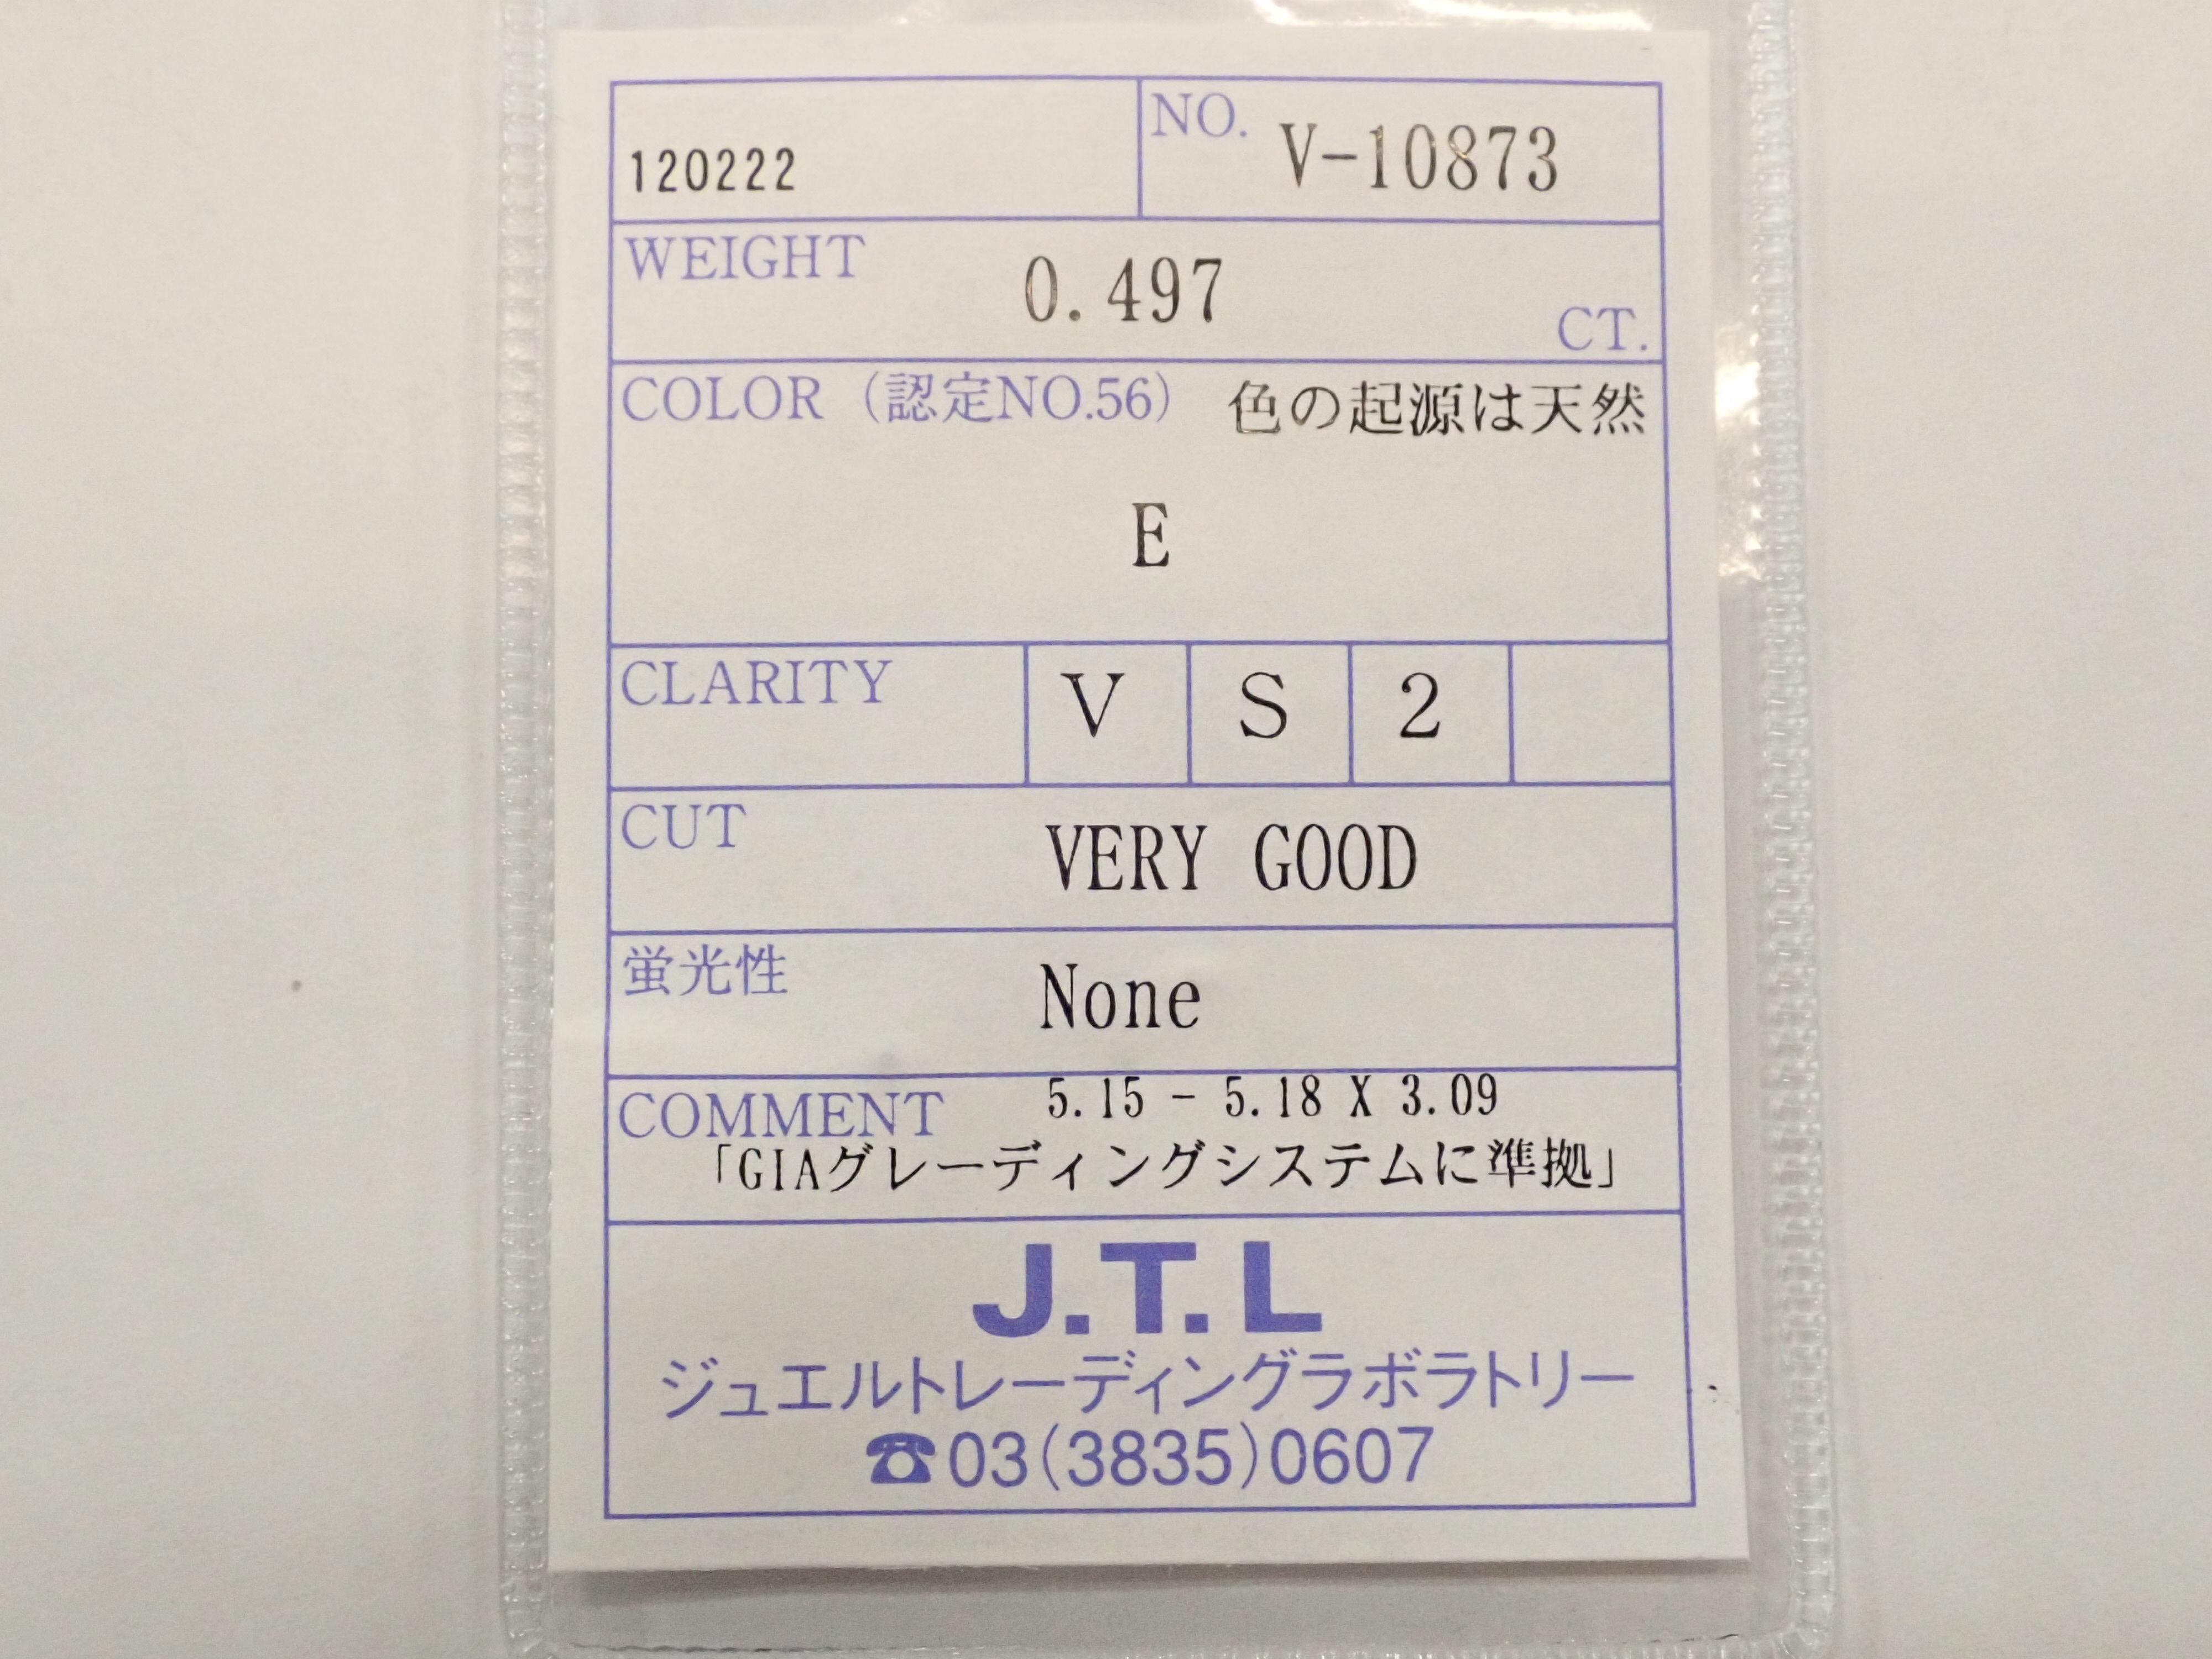 120222
NO. V-10873
WEIGHT 0.497 CT.
COLOR (認定NO.56) 色の起源は天然
E
CLARITY V S 2
CUT VERY GOOD
蛍光性 None
COMMENT 5.15 - 5.18 X 3.09
「GIAグレーディングシステムに準拠」
J.T.L
ジュエルトレーディングラボラトリー
☎03(3835)0607